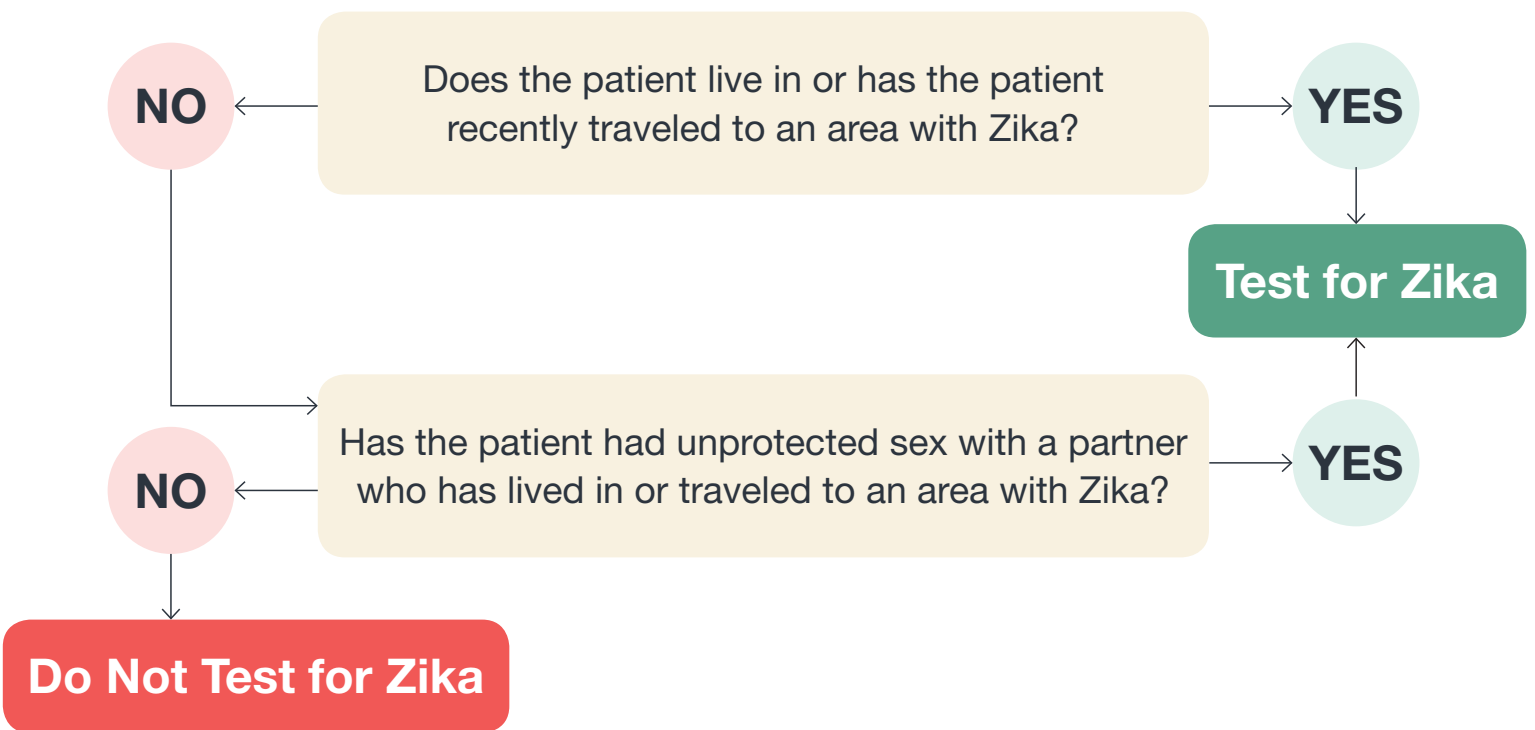 Does the patient live in or has the patient
recently traveled to an area with Zika?
NO
YES
Test for Zika
Has the patient had unprotected sex with a partner
who has lived in or traveled to an area with Zika?
NO
YES
Do Not Test for Zika